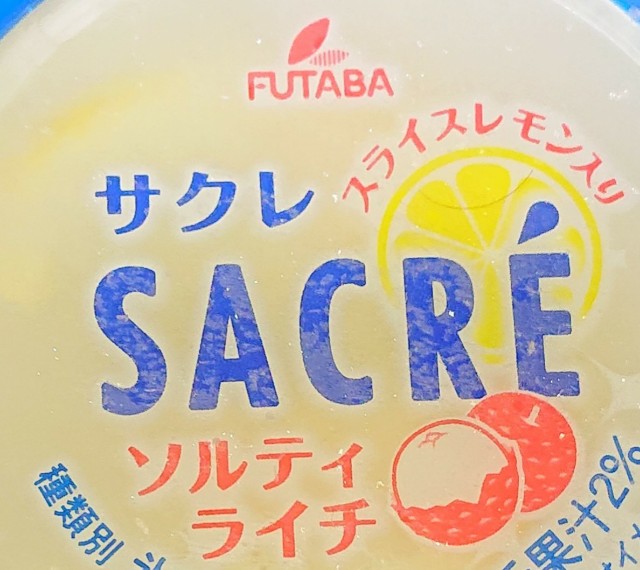 FUTABA
スライスレモン入り
サクレ
SACRÉ
ソルティ
ライチ
種類別
果汁2%